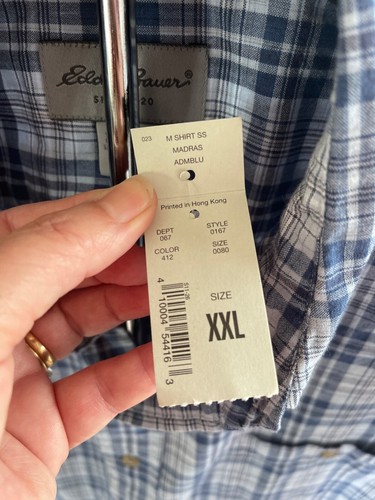 Eddie Bauer®
023 M SHIRT SS
MADRAS
ADMBLU
Printed in Hong Kong
DEPT STYLE
067 0167
COLOR SIZE
412 0080
SIZE
XXL
4 10004 54416 3